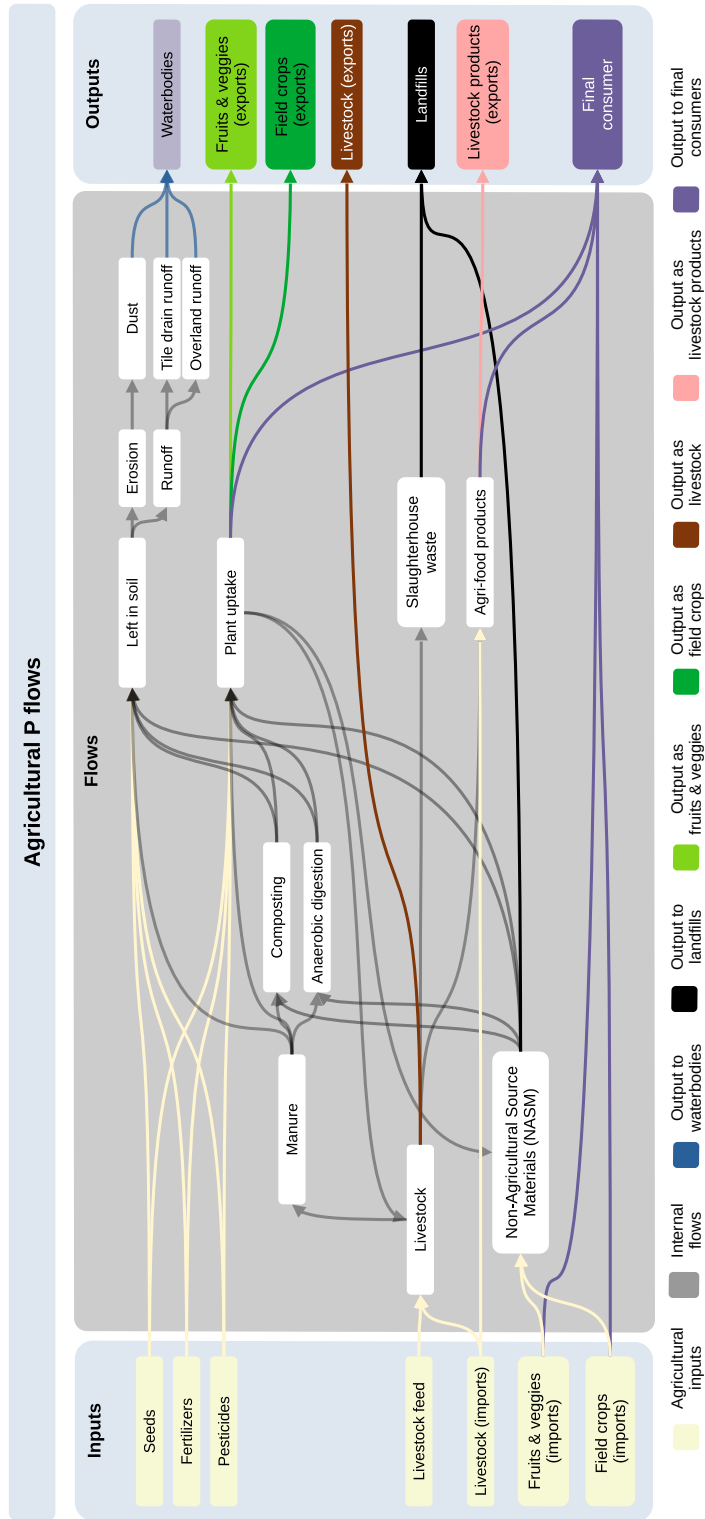 Agricultural P flows
Inputs
Flows
Outputs
Seeds
Fertilizers
Pesticides
Livestock feed
Livestock (imports)
Fruits & veggies
(imports)
Field crops
(imports)
Manure
Livestock
Non-Agricultural Source
Materials (NASM)
Composting
Anaerobic digestion
Left in soil
Plant uptake
Slaughterhouse
waste
Agri-food products
Erosion
Runoff
Dust
Tile drain runoff
Overland runoff
Waterbodies
Fruits & veggies
(exports)
Field crops
(exports)
Livestock (exports)
Landfills
Livestock products
(exports)
Final
consumer
Agricultural
inputs
Internal
flows
Output to
waterbodies
Output to
landfills
Output as
fruits & veggies
Output as
field crops
Output as
livestock
Output as
livestock products
Output to final
consumers